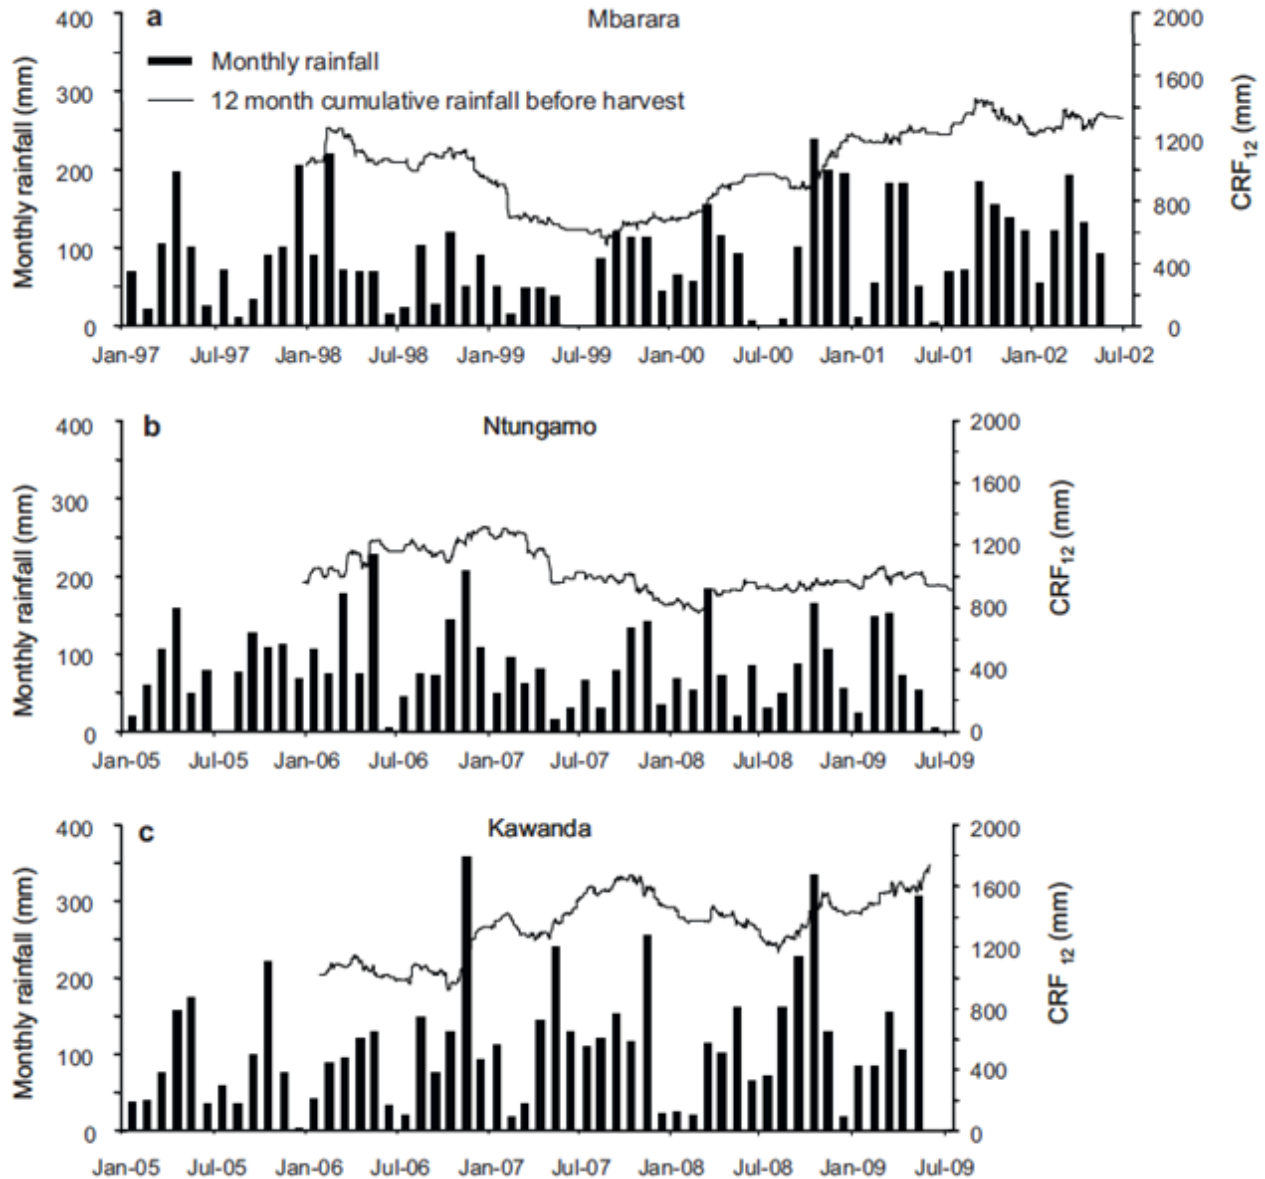 a
Mbarara
Monthly rainfall
12 month cumulative rainfall before harvest
Monthly rainfall (mm)
400
300
200
100
0
CRF12 (mm)
2000
1600
1200
800
400
0
Jan-97 Jul-97 Jan-98 Jul-98 Jan-99 Jul-99 Jan-00 Jul-00 Jan-01 Jul-01 Jan-02 Jul-02
b
Ntungamo
Monthly rainfall (mm)
400
300
200
100
0
CRF12 (mm)
2000
1600
1200
800
400
0
Jan-05 Jul-05 Jan-06 Jul-06 Jan-07 Jul-07 Jan-08 Jul-08 Jan-09 Jul-09
c
Kawanda
Monthly rainfall (mm)
400
300
200
100
0
CRF 12 (mm)
2000
1600
1200
800
400
0
Jan-05 Jul-05 Jan-06 Jul-06 Jan-07 Jul-07 Jan-08 Jul-08 Jan-09 Jul-09